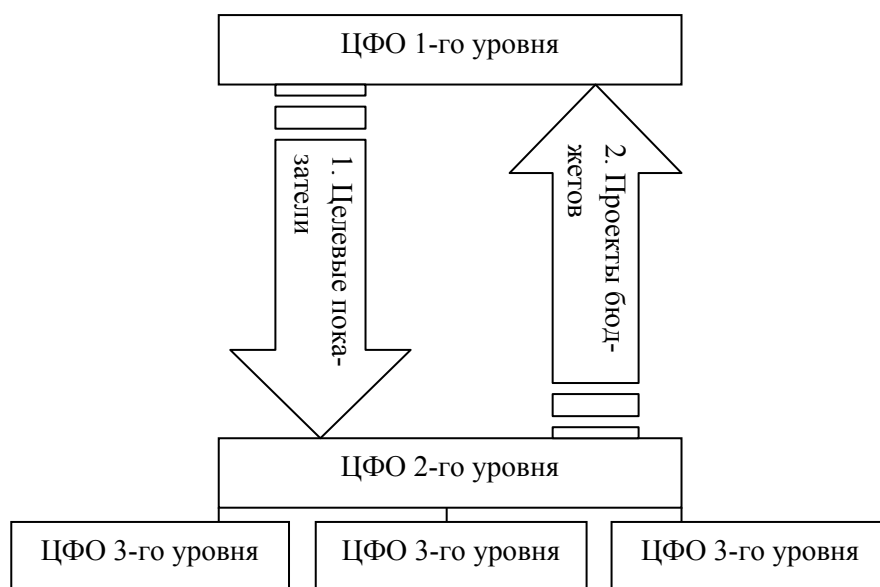 ЦФО 1-го уровня
1. Целевые пока-
затели
2. Проекты бюд-
жетов
ЦФО 2-го уровня
ЦФО 3-го уровня
ЦФО 3-го уровня
ЦФО 3-го уровня